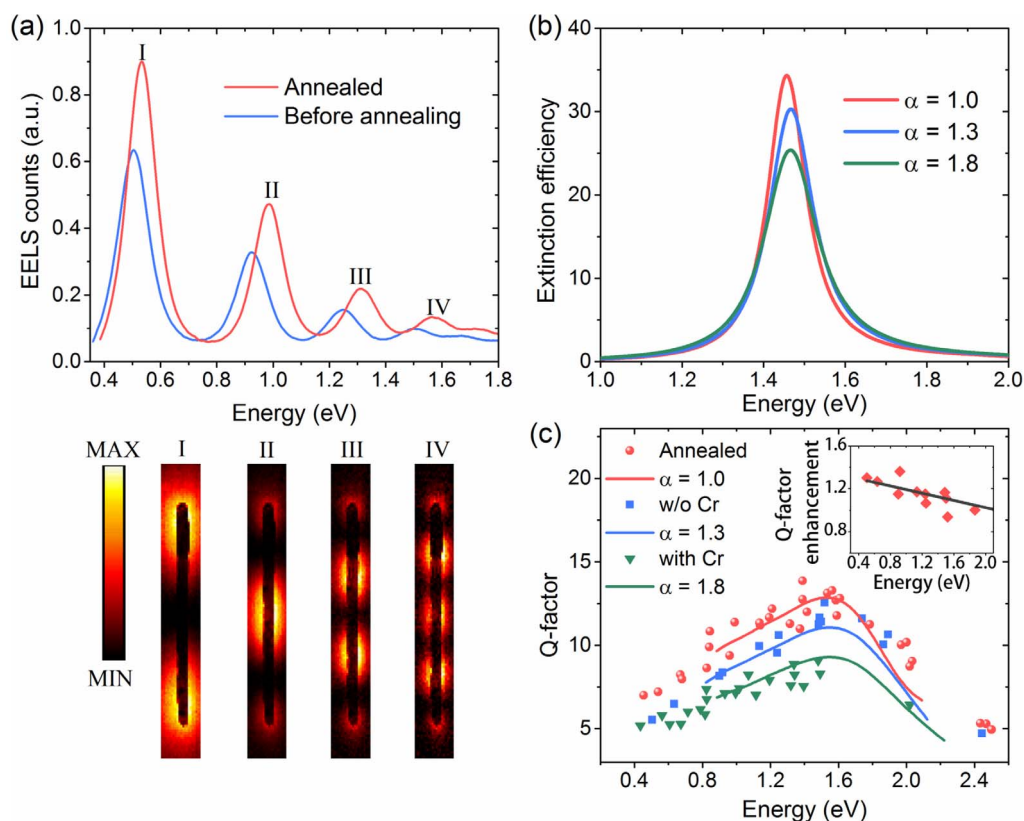 (a)
1.0
0.8
0.6
0.4
0.2
0.0
EELS counts (a.u.)
I
II
III
IV
Annealed
Before annealing
0.4 0.6 0.8 1.0 1.2 1.4 1.6 1.8
Energy (eV)
MAX
MIN
I II III IV
(b)
40
30
20
10
0
Extinction efficiency
α = 1.0
α = 1.3
α = 1.8
1.0 1.2 1.4 1.6 1.8 2.0
Energy (eV)
(c)
20
15
10
5
Q-factor
Annealed
α = 1.0
w/o Cr
α = 1.3
with Cr
α = 1.8
1.6
1.2
0.9
Q-factor
enhancement
0.4 0.8 1.2 1.6 2.0
Energy (eV)
0.4 0.8 1.2 1.6 2.0 2.4
Energy (eV)